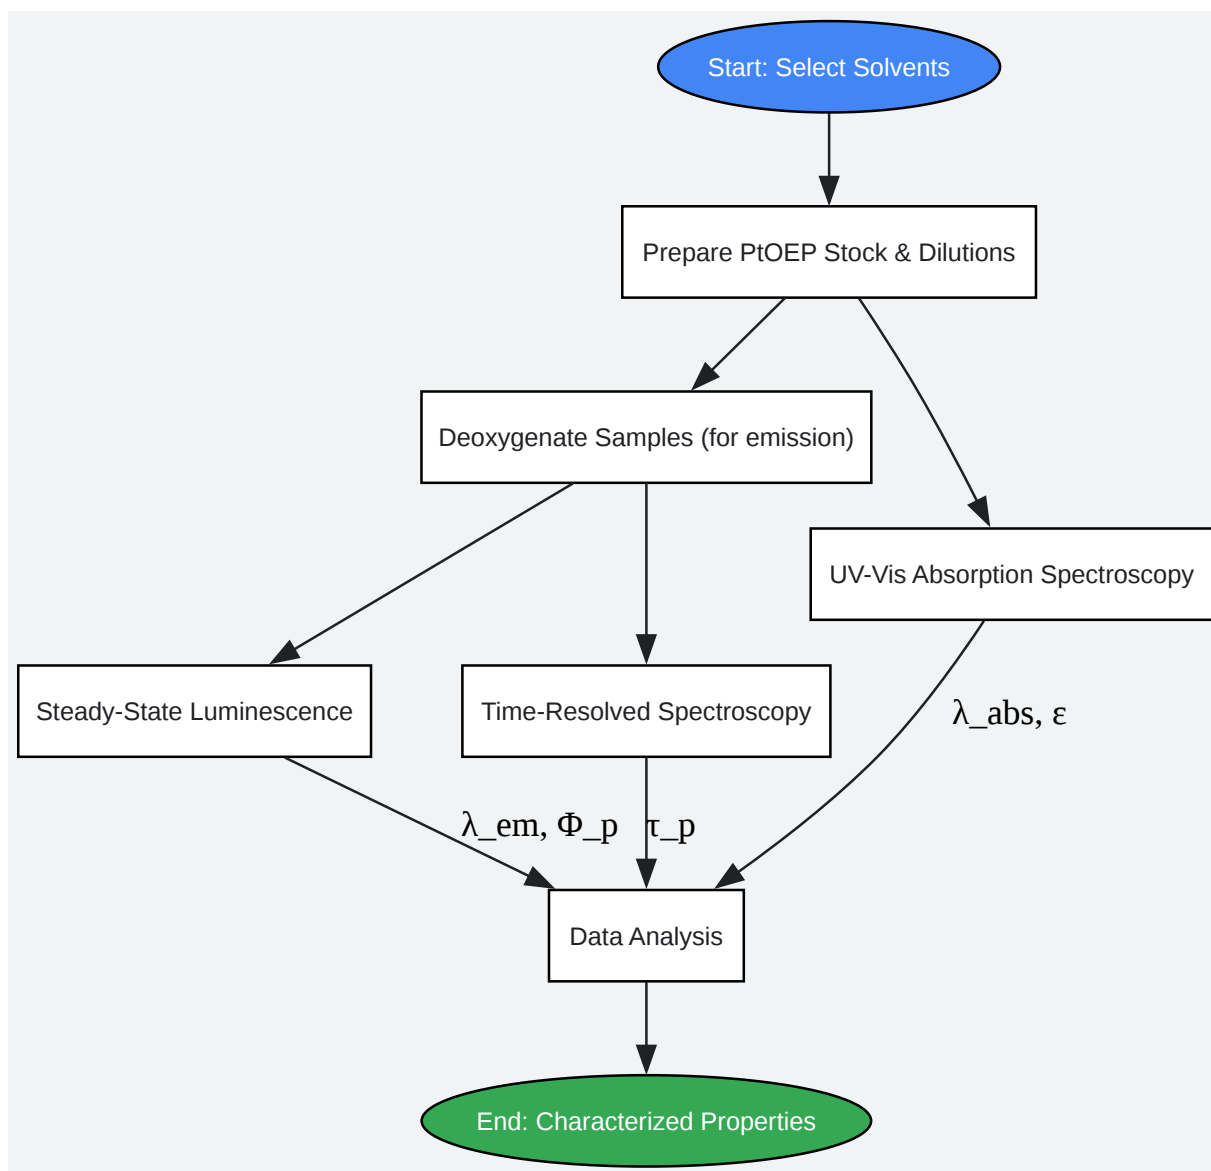 Start: Select Solvents
Prepare PtOEP Stock & Dilutions
Deoxygenate Samples (for emission)
UV-Vis Absorption Spectroscopy
Steady-State Luminescence
Time-Resolved Spectroscopy
λ_abs, ε
λ_em, Φ_p
τ_p
Data Analysis
End: Characterized Properties